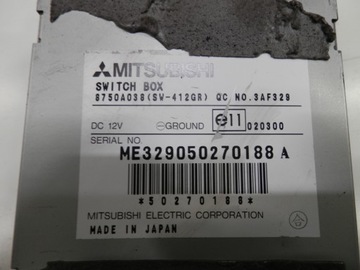 MITSUBISHI
SWITCH BOX
8750A038(SW-412GR) QC NO.3AF329
DC 12V ⊖GROUND e11 020300
SERIAL NO.
ME329050270188 A
*50270188*
MITSUBISHI ELECTRIC CORPORATION
MADE IN JAPAN